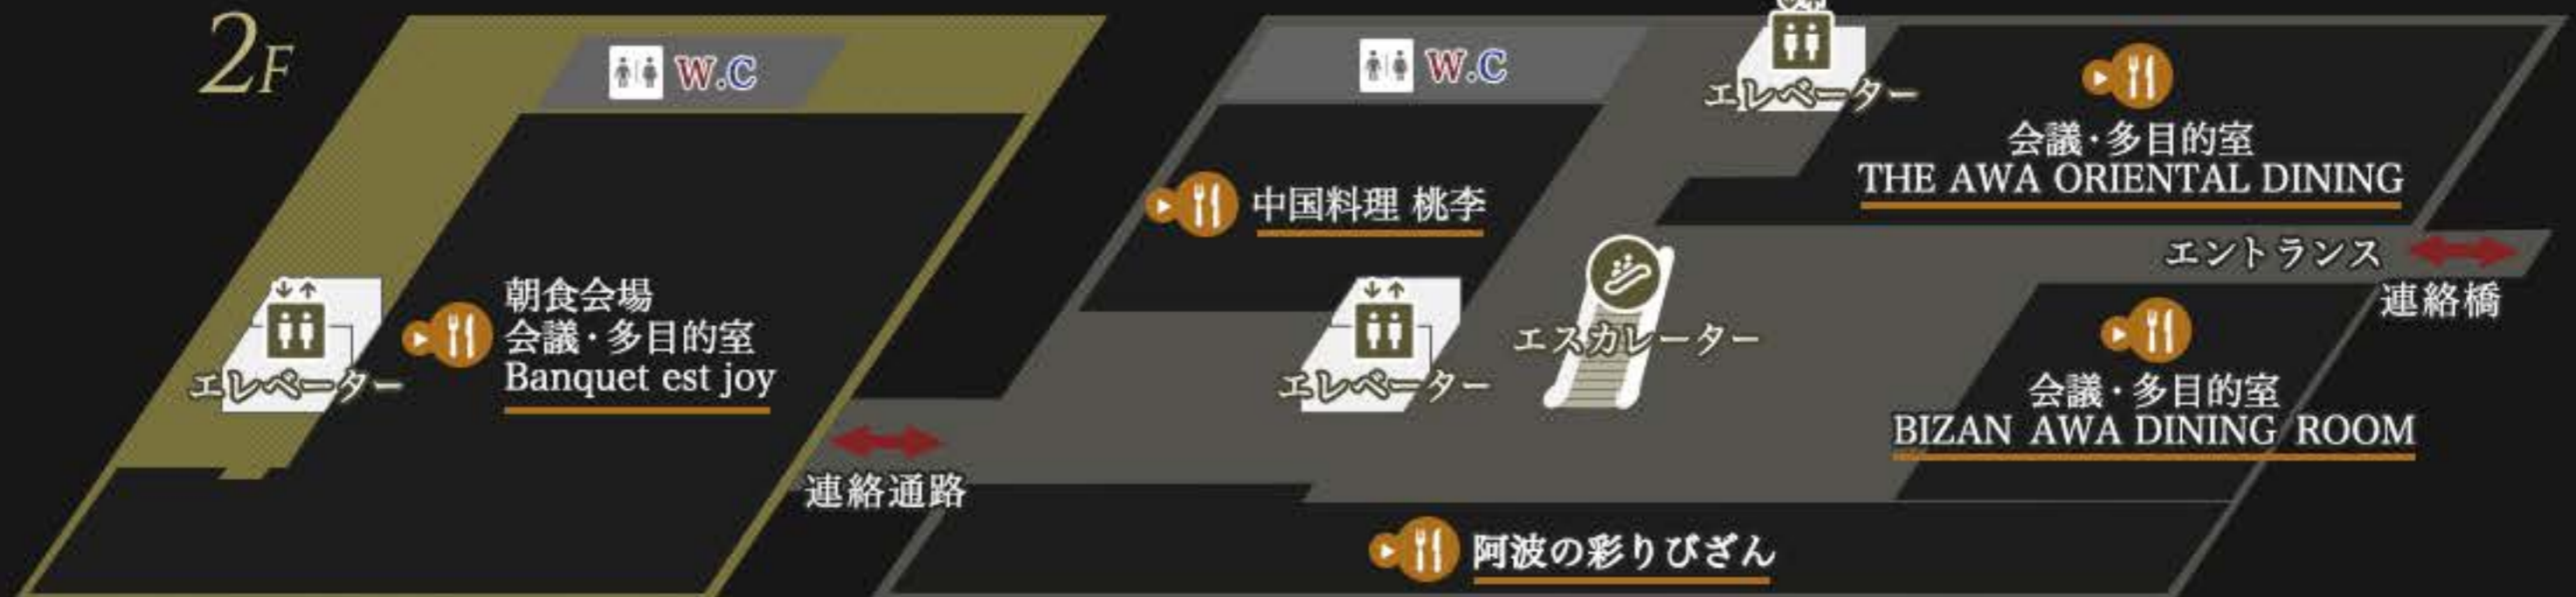 2F
W.C
エレベーター
朝食会場
会議・多目的室
Banquet est joy
連絡通路
W.C
中国料理 桃李
エレベーター
エスカレーター
エレベーター
会議・多目的室
THE AWA ORIENTAL DINING
エントランス
連絡橋
会議・多目的室
BIZAN AWA DINING ROOM
阿波の彩りびざん